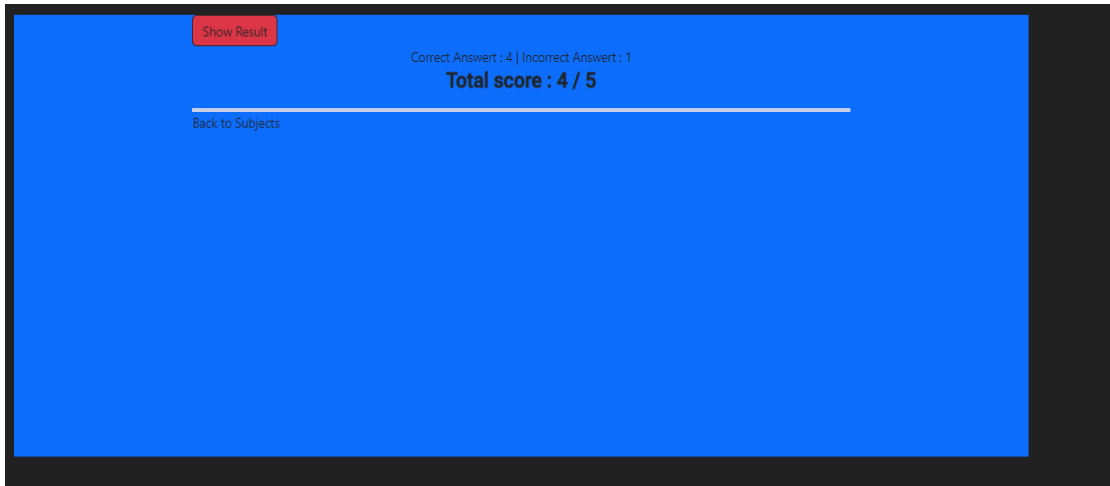 Show Result
Correct Answert : 4 | Incorrect Answert : 1
Total score : 4 / 5
Back to Subjects